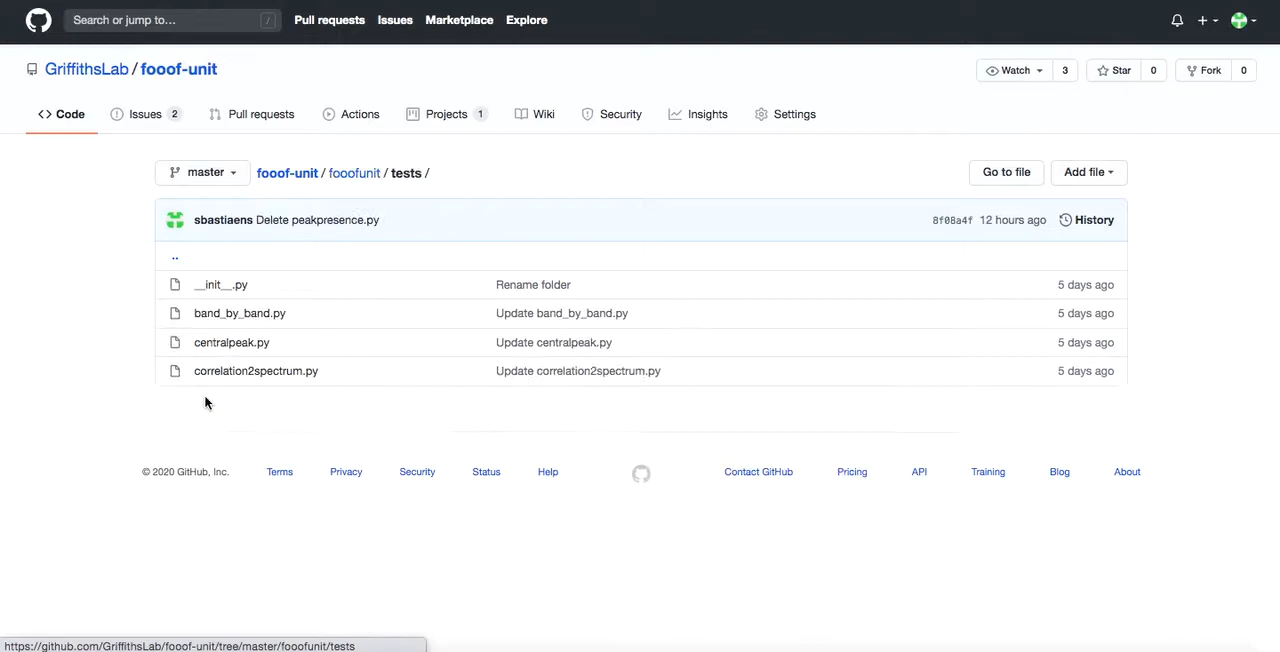 Search or jump to... / Pull requests Issues Marketplace Explore
GriffithsLab / fooof-unit Watch 3 Star 0 Fork 0
Code Issues 2 Pull requests Actions Projects 1 Wiki Security Insights Settings
master fooof-unit / fooofunit / tests / Go to file Add file
sbastiaens Delete peakpresence.py 8f08a4f 12 hours ago History
..
__init__.py Rename folder 5 days ago
band_by_band.py Update band_by_band.py 5 days ago
centralpeak.py Update centralpeak.py 5 days ago
correlation2spectrum.py Update correlation2spectrum.py 5 days ago
© 2020 GitHub, Inc. Terms Privacy Security Status Help Contact GitHub Pricing API Training Blog About
https://github.com/GriffithsLab/fooof-unit/tree/master/fooofunit/tests